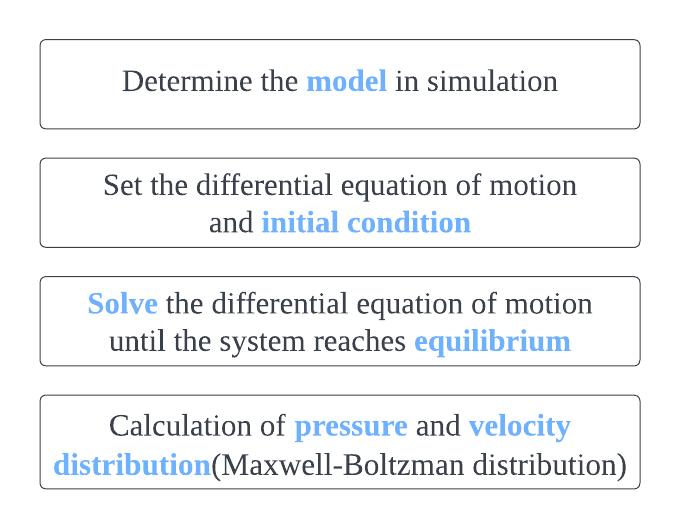 Determine the model in simulation
Set the differential equation of motion
and initial condition
Solve the differential equation of motion
until the system reaches equilibrium
Calculation of pressure and velocity
distribution(Maxwell-Boltzman distribution)